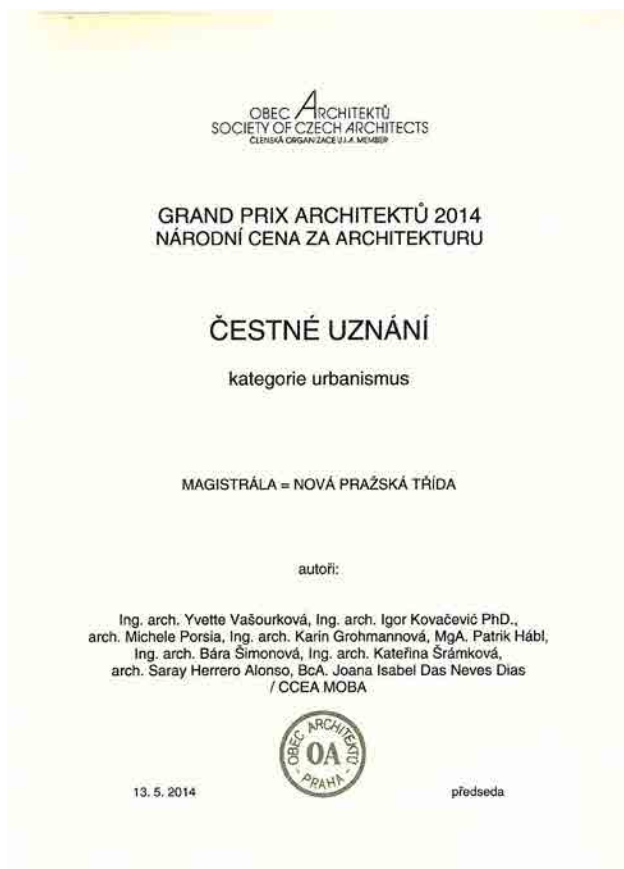 OBEC ARCHITEKTŮ
SOCIETY OF CZECH ARCHITECTS
ČLENSKÁ ORGANIZACE U.I.A. MEMBER
GRAND PRIX ARCHITEKTŮ 2014
NÁRODNÍ CENA ZA ARCHITEKTURU
ČESTNÉ UZNÁNÍ
kategorie urbanismus
MAGISTRÁLA = NOVÁ PRAŽSKÁ TŘÍDA
autoři:
Ing. arch. Yvette Vašourková, Ing. arch. Igor Kovačević PhD.,
arch. Michele Porsia, Ing. arch. Karin Grohmannová, MgA. Patrik Hábl,
Ing. arch. Bára Šimonová, Ing. arch. Kateřina Šrámková,
arch. Saray Herrero Alonso, BcA. Joana Isabel Das Neves Dias
/ CCEA MOBA
OBEC ARCHITEKTŮ
OA
- PRAHA -
13. 5. 2014
předseda